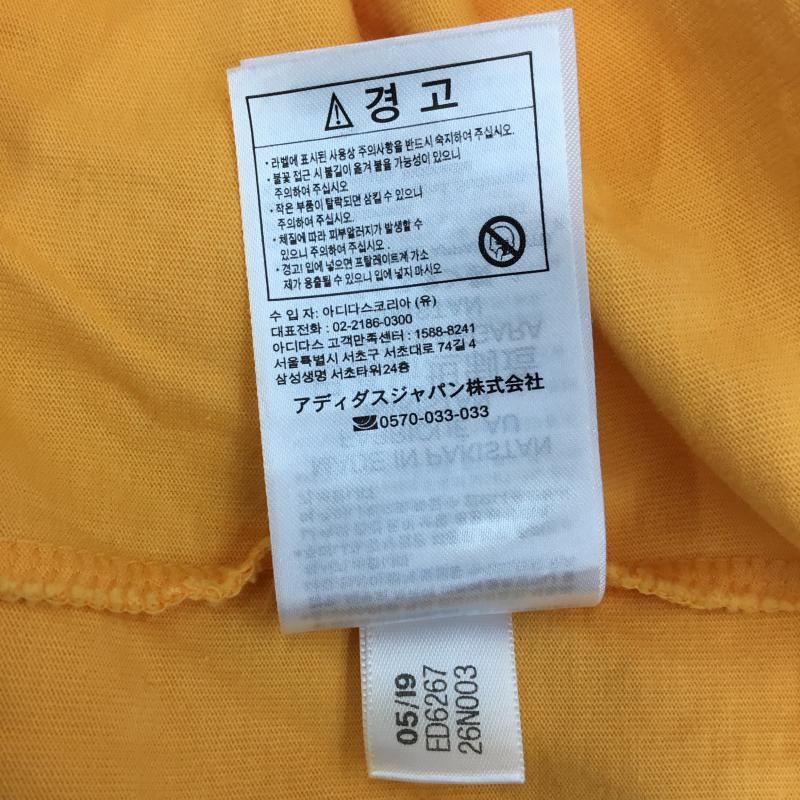 경고
• 라벨에 표시된 사용상 주의사항을 반드시 숙지하여 주십시오.
• 불꽃 접근 시 불길이 옮겨 붙을 가능성이 있으니
주의하여 주십시오
• 작은 부품이 탈락되면 삼킬 수 있으니
주의하여 주십시오.
• 체질에 따라 피부알러지가 발생할 수
있으니 주의하여 주십시오.
• 경고! 입에 넣으면 프탈레이트계 가소
제가 용출될 수 있으니 입에 넣지 마시오
수 입 자: 아디다스코리아 (유)
대표전화 : 02-2186-0300
아디다스 고객만족센터 : 1588-8241
서울특별시 서초구 서초대로 74길 4
삼성생명 서초타워24층
アディダスジャパン株式会社
0570-033-033
FABRIQUÉ AU
MADE IN PAKISTAN
05/19
ED6267
26N003